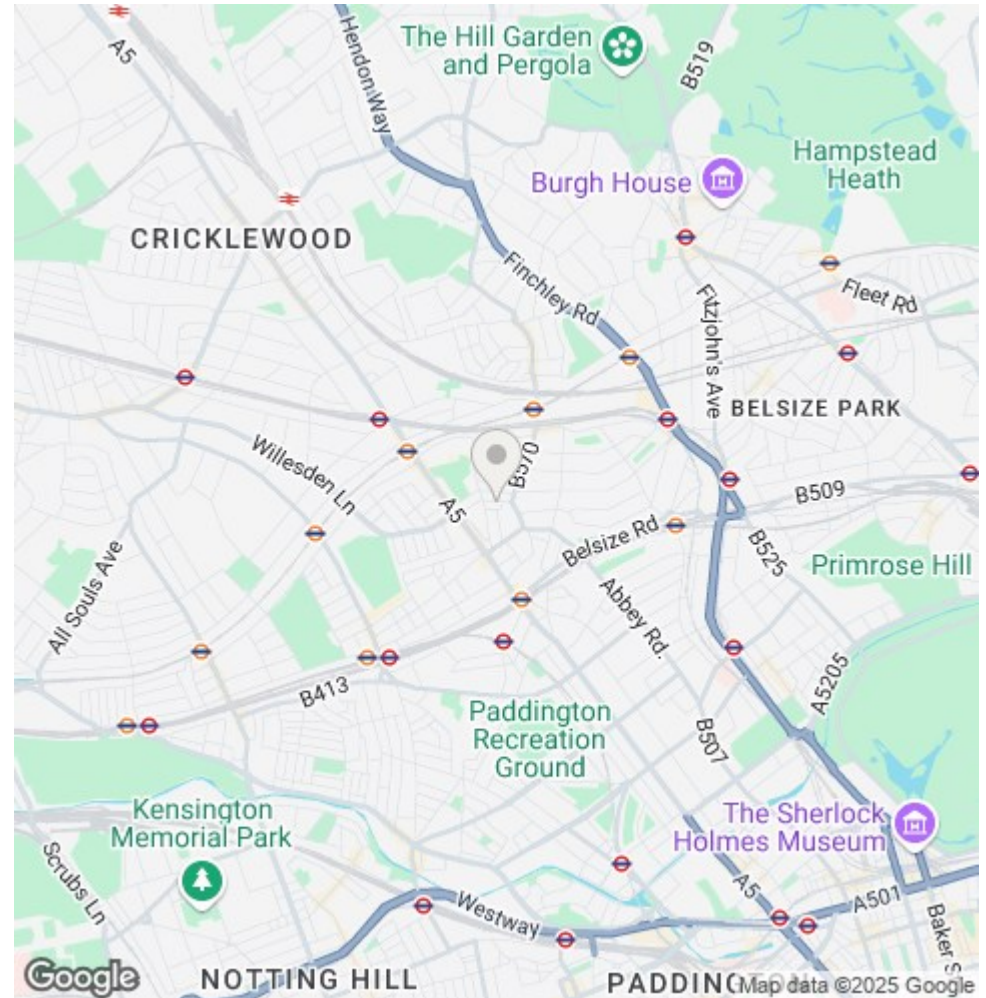 A5
Hendon Way
The Hill Garden
and Pergola
B519
Hampstead
Heath
Burgh House
CRICKLEWOOD
Finchley Rd
Fleet Rd
Fitzjohn's Ave
BELSIZE PARK
Willesden Ln
B570
A5
B509
Belsize Rd
B525
Primrose Hill
All Souls Ave
Abbey Rd.
A5205
B413
Paddington
Recreation
Ground
B507
Kensington
Memorial Park
The Sherlock
Holmes Museum
Scrubs Ln
A5
A501
Westway
Baker S
Google
NOTTING HILL
PADDINGTON
Map data ©2025 Google